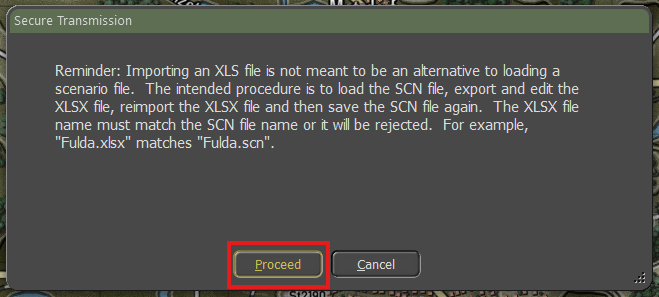 Secure Transmission
Reminder: Importing an XLS file is not meant to be an alternative to loading a
scenario file.  The intended procedure is to load the SCN file, export and edit the
XLSX file, reimport the XLSX file and then save the SCN file again.  The XLSX file
name must match the SCN file name or it will be rejected.  For example,
"Fulda.xlsx" matches "Fulda.scn".
Proceed
Cancel